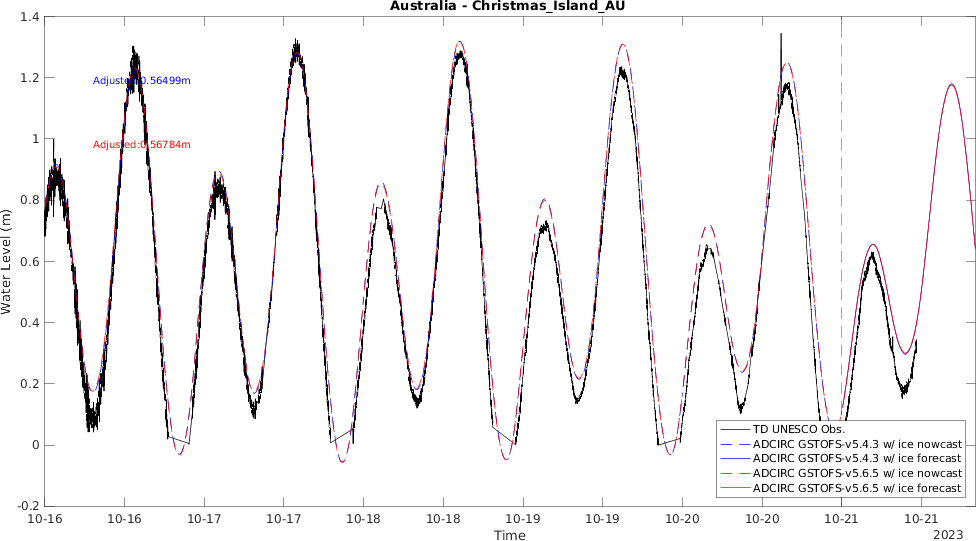 Australia - Christmas_Island_AU
1.4
1.2
1
0.8
0.6
0.4
0.2
0
-0.2
Water Level (m)
Adjusted:0.56499m
Adjusted:0.56784m
TD UNESCO Obs.
ADCIRC GSTOFS-v5.4.3 w/ ice nowcast
ADCIRC GSTOFS-v5.4.3 w/ ice forecast
ADCIRC GSTOFS-v5.6.5 w/ ice nowcast
ADCIRC GSTOFS-v5.6.5 w/ ice forecast
10-16 10-16 10-17 10-17 10-18 10-18 10-19 10-19 10-20 10-20 10-21 10-21
Time
2023